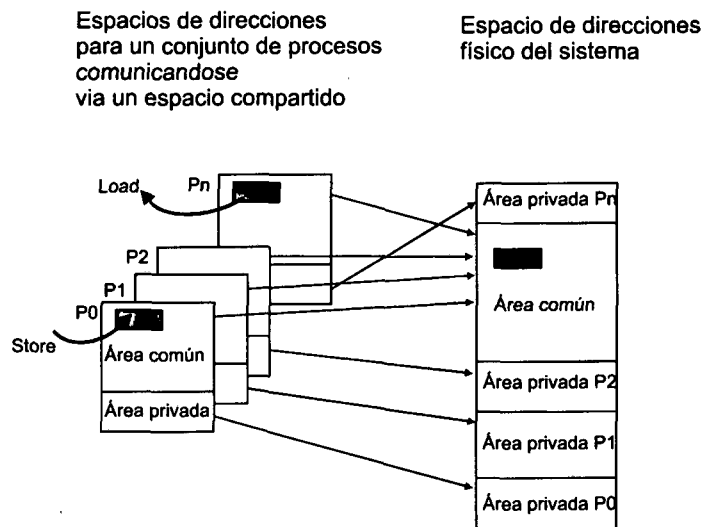 Espacios de direcciones
para un conjunto de procesos
comunicandose
via un espacio compartido
Espacio de direcciones
físico del sistema
Load
Pn
P2
P1
P0
Store
Área común
Área privada
Área privada Pn
Área común
Área privada P2
Área privada P1
Área privada P0